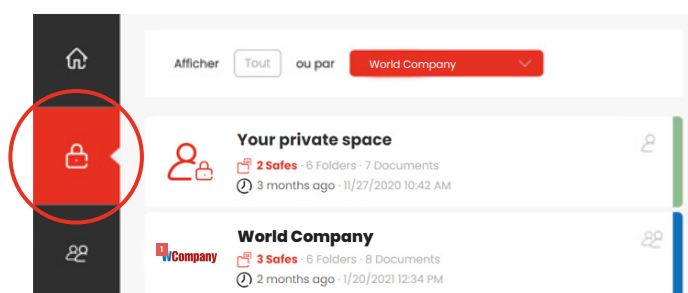 Afficher Tout ou par World Company
Your private space
2 Safes · 6 Folders · 7 Documents
3 months ago · 11/27/2020 10:42 AM
World Company
1
WCompany
3 Safes · 6 Folders · 8 Documents
2 months ago · 1/20/2021 12:34 PM